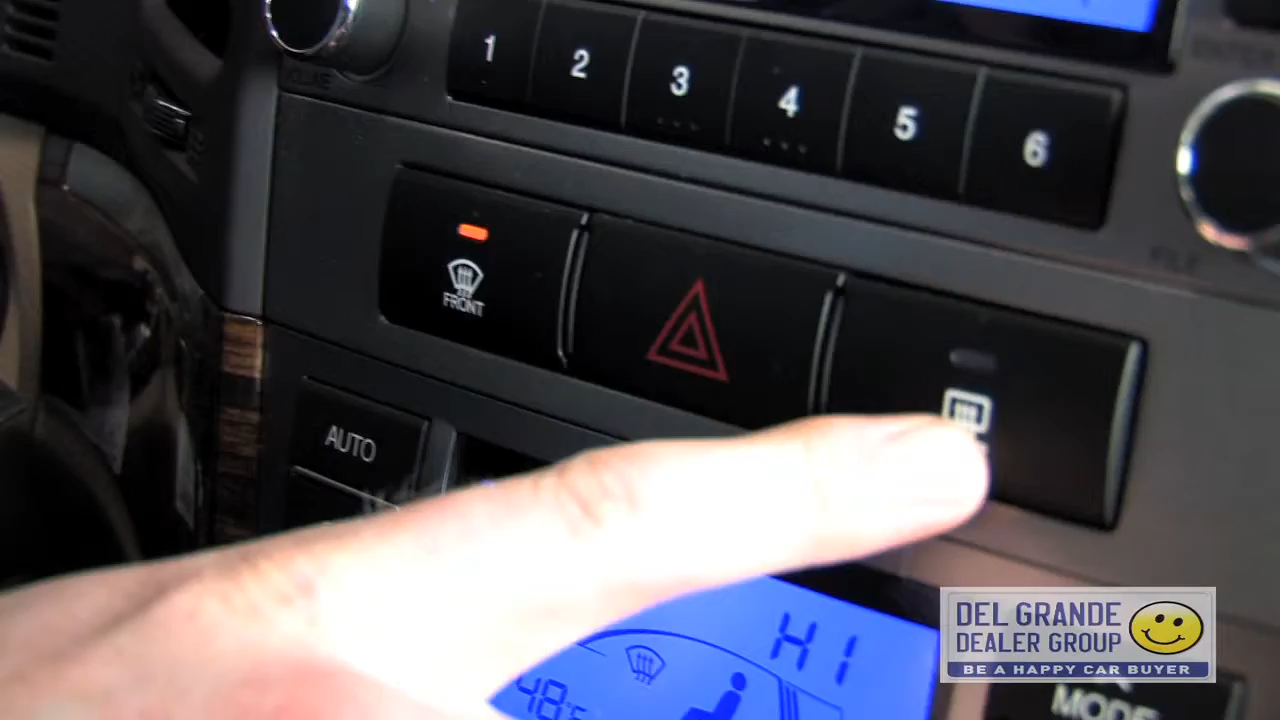 1 2 3 4 5 6
FRONT
AUTO
HI
48°F
DEL GRANDE
DEALER GROUP
BE A HAPPY CAR BUYER
MODE